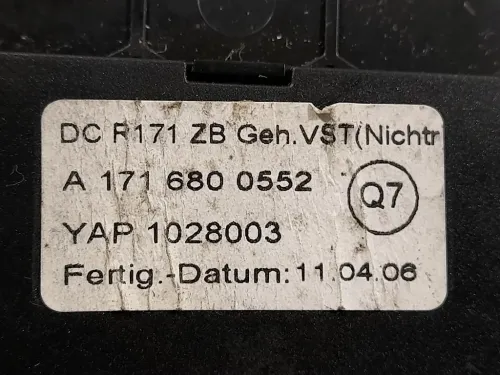 DC R171 ZB Geh.VST(Nichtr
A 171 680 0552
Q7
YAP 1028003
Fertig.-Datum: 11.04.06